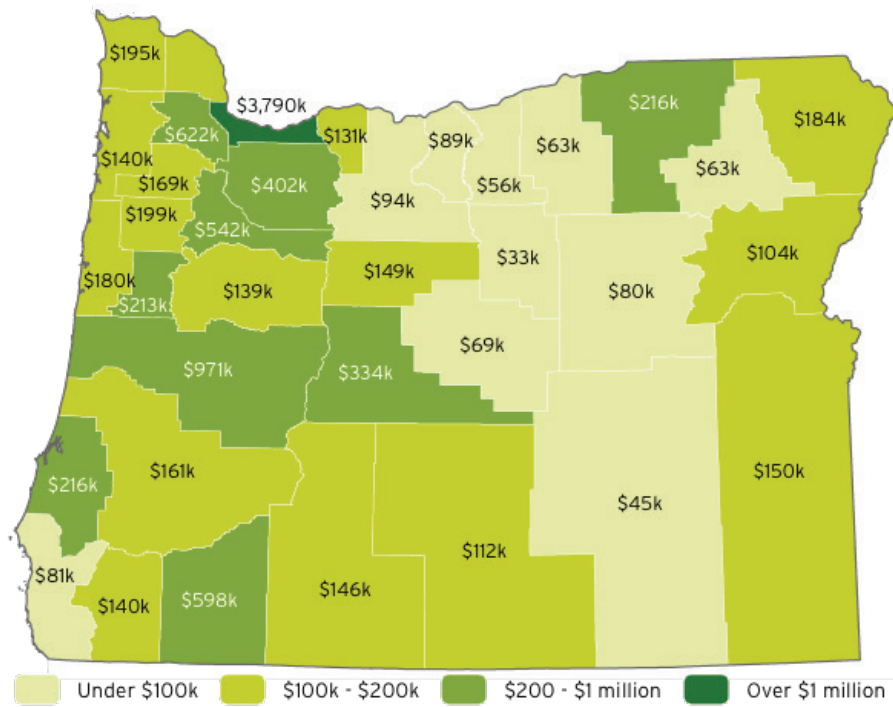 $195k
$3,790k
$216k
$184k
$622k
$131k
$89k
$63k
$63k
$140k
$169k
$402k
$56k
$94k
$199k
$542k
$33k
$104k
$180k
$139k
$149k
$80k
$213k
$69k
$971k
$334k
$161k
$216k
$150k
$45k
$112k
$81k
$140k
$598k
$146k
Under $100k $100k - $200k $200 - $1 million Over $1 million